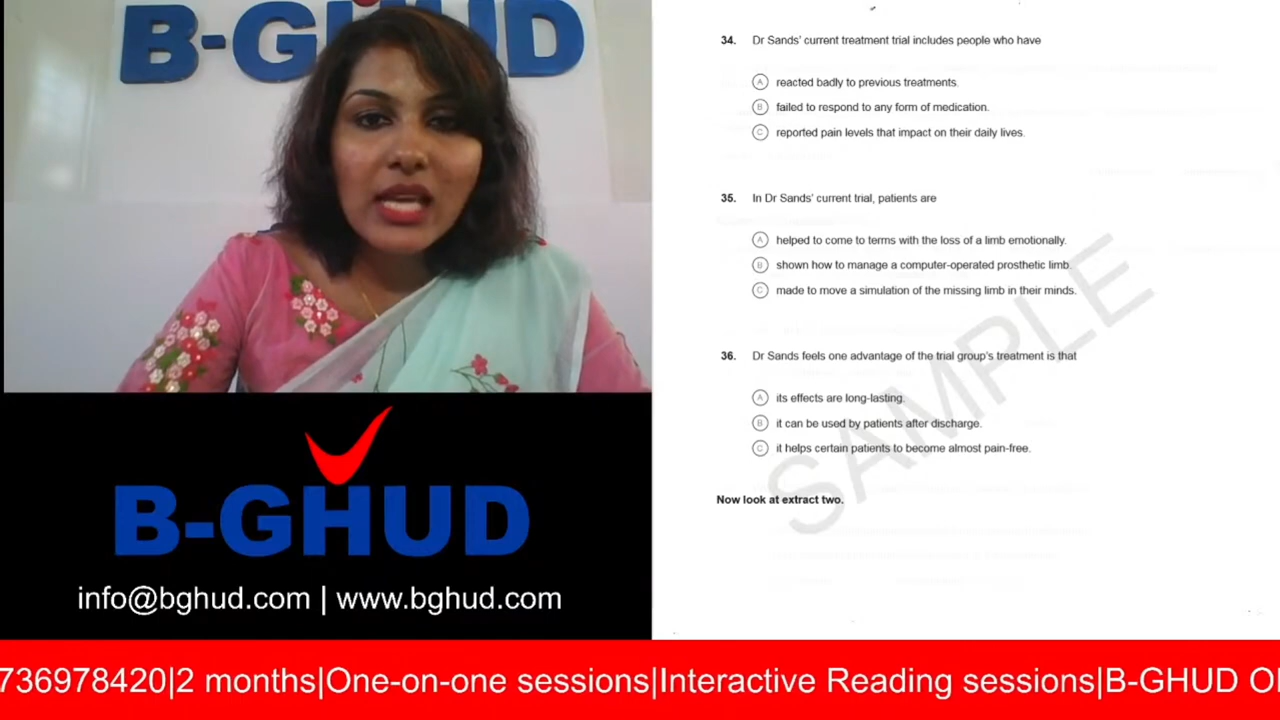 B-GHUD
B-GHUD
info@bghud.com | www.bghud.com
34. Dr Sands' current treatment trial includes people who have
A reacted badly to previous treatments.
B failed to respond to any form of medication.
C reported pain levels that impact on their daily lives.
35. In Dr Sands' current trial, patients are
A helped to come to terms with the loss of a limb emotionally.
B shown how to manage a computer-operated prosthetic limb.
C made to move a simulation of the missing limb in their minds.
36. Dr Sands feels one advantage of the trial group's treatment is that
A its effects are long-lasting.
B it can be used by patients after discharge.
C it helps certain patients to become almost pain-free.
Now look at extract two.
SAMPLE
736978420|2 months|One-on-one sessions|Interactive Reading sessions|B-GHUD